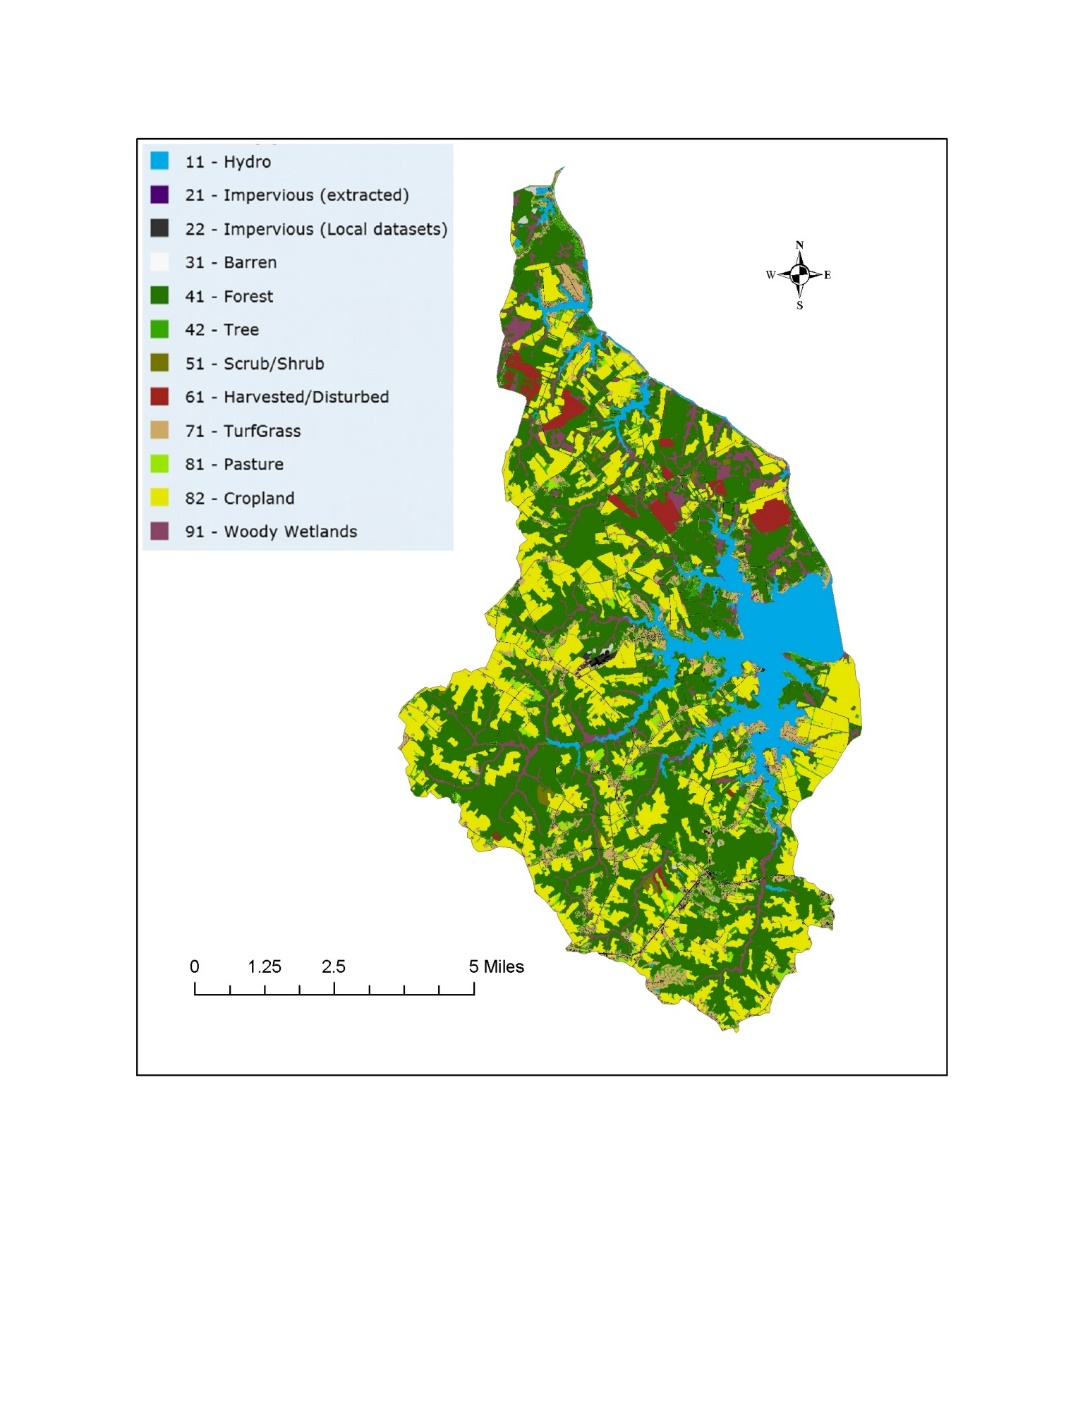 11 - Hydro
21 - Impervious (extracted)
22 - Impervious (Local datasets)
31 - Barren
41 - Forest
42 - Tree
51 - Scrub/Shrub
61 - Harvested/Disturbed
71 - TurfGrass
81 - Pasture
82 - Cropland
91 - Woody Wetlands
N
W E
S
0 1.25 2.5 5 Miles